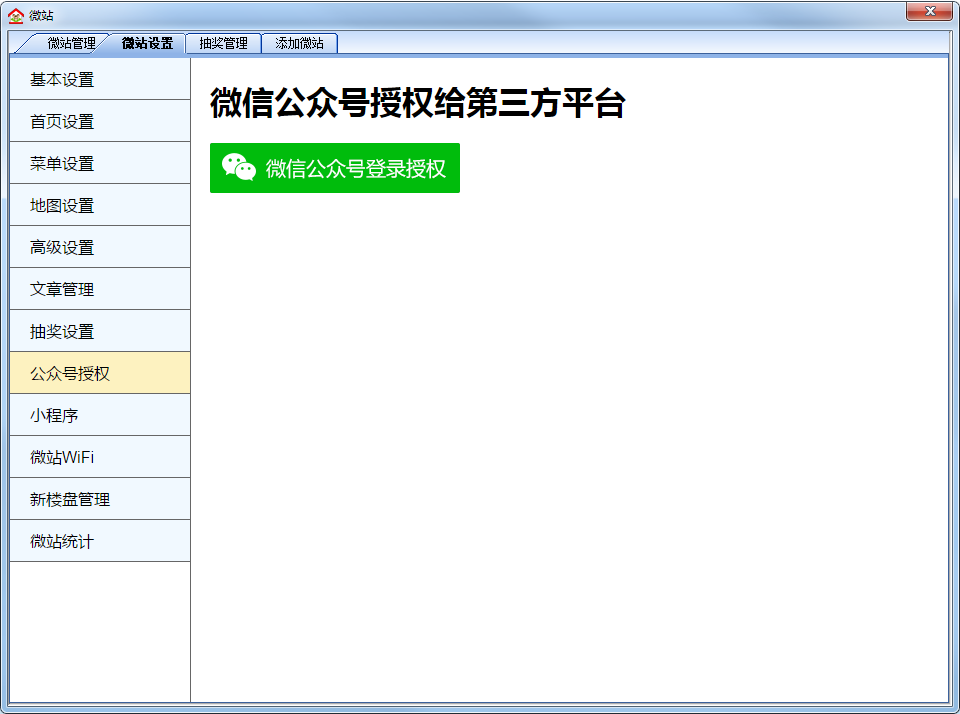 微站
微站管理 微站设置 抽奖管理 添加微站
基本设置
首页设置
菜单设置
地图设置
高级设置
文章管理
抽奖设置
公众号授权
小程序
微站WiFi
新楼盘管理
微站统计
微信公众号授权给第三方平台
微信公众号登录授权